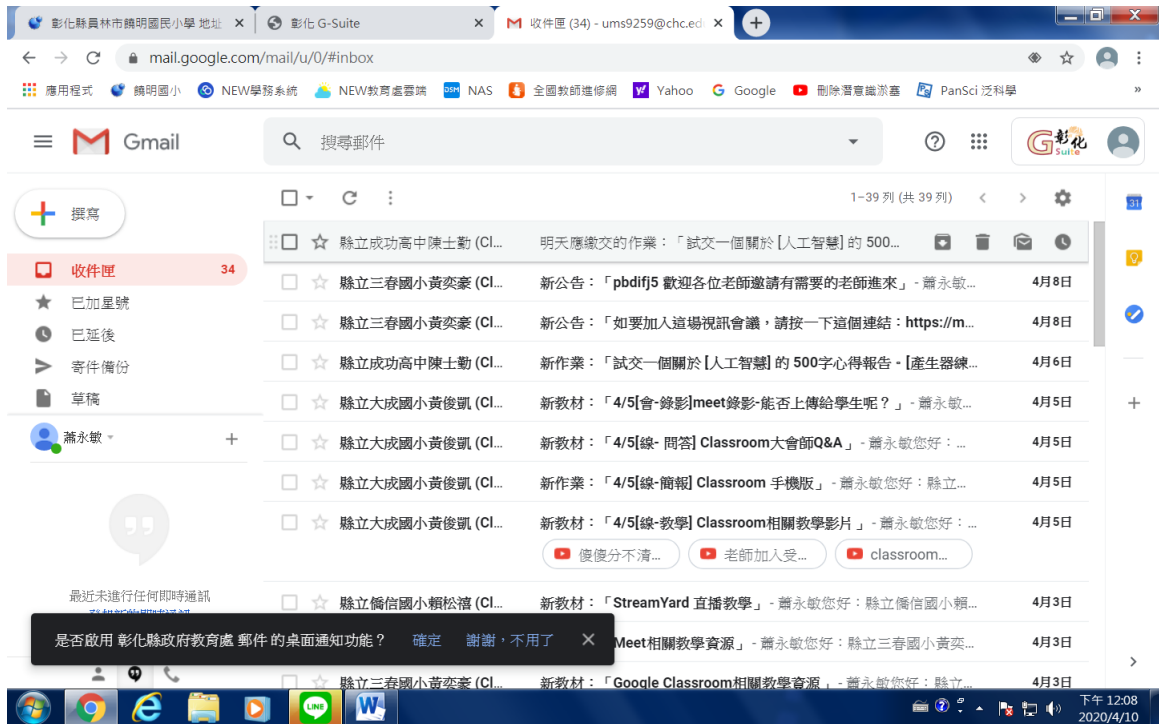 彰化縣員林市饒明國民小學 地址
彰化 G-Suite
收件匣 (34) - ums9259@chc.ed
mail.google.com/mail/u/0/#inbox
應用程式 饒明國小 NEW學務系統 NEW教育處雲端 DSM NAS 全國教師進修網 Yahoo Google 刪除潛意識淤塞 PanSci 泛科學 »
Gmail
搜尋郵件
G彰化 Suite
撰寫
1–39 列 (共 39 列)
31
收件匣 34
已加星號
已延後
寄件備份
草稿
蕭永敏
最近未進行任何即時通訊
縣立成功高中陳士勤 (Cl... 明天應繳交的作業：「試交一個關於 [人工智慧] 的 500...
縣立三春國小黃奕豪 (Cl... 新公告：「pbdifj5 歡迎各位老師邀請有需要的老師進來」 - 蕭永敏... 4月8日
縣立三春國小黃奕豪 (Cl... 新公告：「如要加入這場視訊會議，請按一下這個連結：https://m... 4月8日
縣立成功高中陳士勤 (Cl... 新作業：「試交一個關於 [人工智慧] 的 500字心得報告 - [產生器練... 4月6日
縣立大成國小黃俊凱 (Cl... 新教材：「4/5[會-錄影]meet錄影-能否上傳給學生呢？」 - 蕭永敏... 4月5日
縣立大成國小黃俊凱 (Cl... 新教材：「4/5[線- 問答] Classroom大會師Q&A」 - 蕭永敏您好：... 4月5日
縣立大成國小黃俊凱 (Cl... 新作業：「4/5[線-簡報] Classroom 手機版」 - 蕭永敏您好：縣立... 4月5日
縣立大成國小黃俊凱 (Cl... 新教材：「4/5[線-教學] Classroom相關教學影片」 - 蕭永敏您好：... 4月5日
傻傻分不清... 老師加入受... classroom...
縣立僑信國小賴松禧 (Cl... 新教材：「StreamYard 直播教學」 - 蕭永敏您好：縣立僑信國小賴... 4月3日
Meet相關教學資源」 - 蕭永敏您好：縣立三春國小黃奕... 4月3日
縣立三春國小黃奕豪 (Cl... 新教材：「Google Classroom相關教學資源」 - 蕭永敏您好：縣立... 4月3日
是否啟用 彰化縣政府教育處 郵件 的桌面通知功能？ 確定 謝謝，不用了
LINE
下午 12:08
2020/4/10